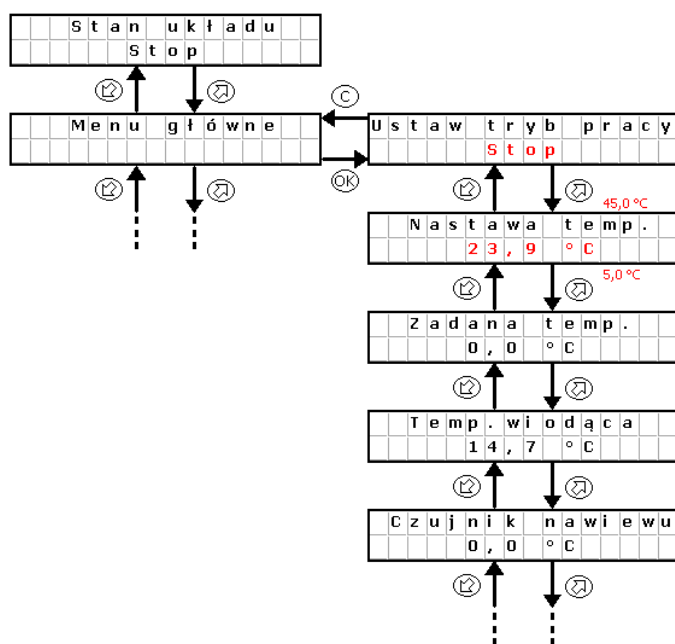 Stan układu
Stop
C
Menu główne
Ustaw tryb pracy
Stop
OK
45,0 °C
Nastawa temp.
23,9 °C
5,0 °C
Zadana temp.
0,0 °C
Temp.wiodąca
14,7 °C
Czujnik nawiewu
0,0 °C